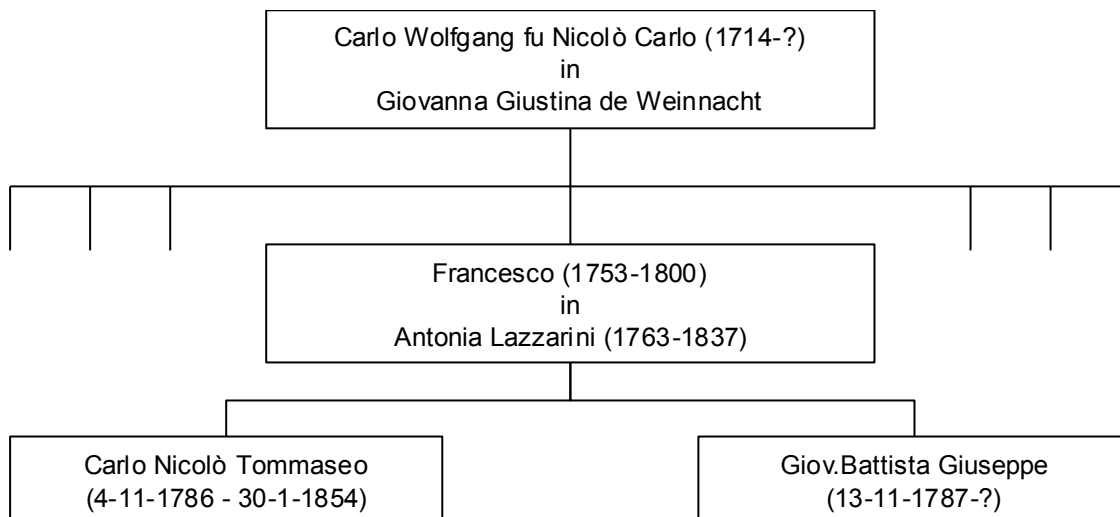 Carlo Wolfgang fu Nicolò Carlo (1714-?)
in
Giovanna Giustina de Weinnacht
Francesco (1753-1800)
in
Antonia Lazzarini (1763-1837)
Carlo Nicolò Tommaseo
(4-11-1786 - 30-1-1854)
Giov.Battista Giuseppe
(13-11-1787-?)